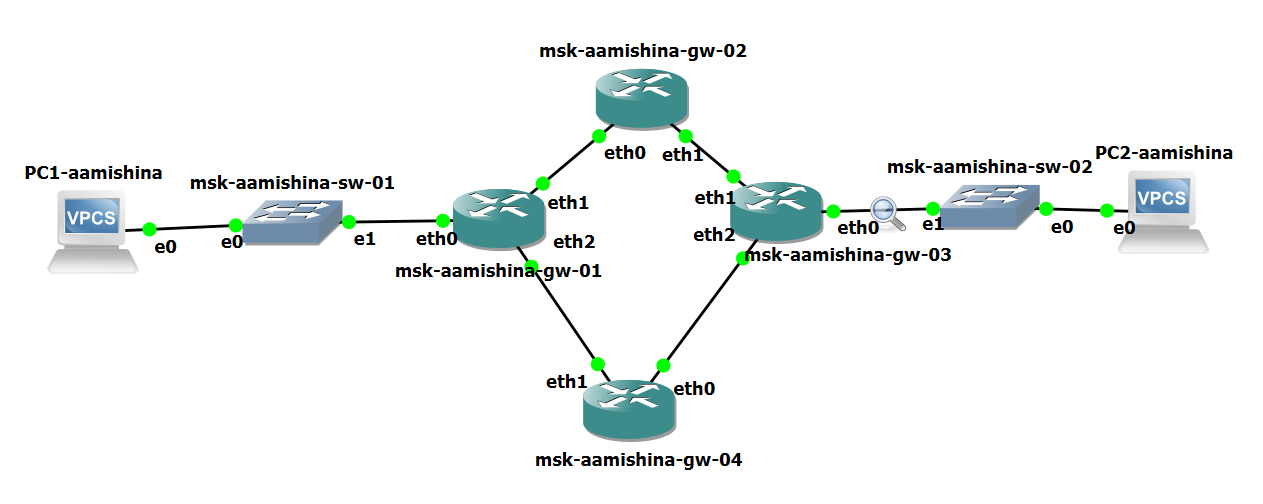 msk-aamishina-gw-02
eth0
eth1
PC1-aamishina
VPCS
e0
msk-aamishina-sw-01
e0
e1
eth0
eth1
eth2
msk-aamishina-gw-01
eth1
eth2
eth0
msk-aamishina-gw-03
msk-aamishina-sw-02
e1
e0
PC2-aamishina
VPCS
e0
eth1
eth0
msk-aamishina-gw-04